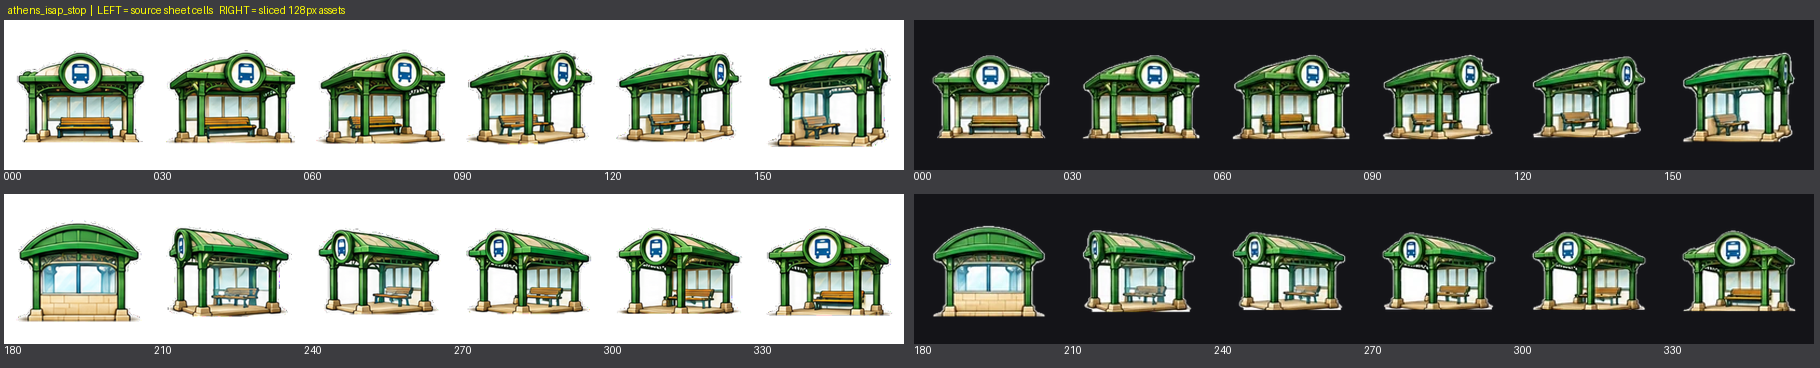 athens_isap_stop | LEFT = source sheet cells RIGHT = sliced 128px assets
000 030 060 090 120 150 000 030 060 090 120 150
180 210 240 270 300 330 180 210 240 270 300 330